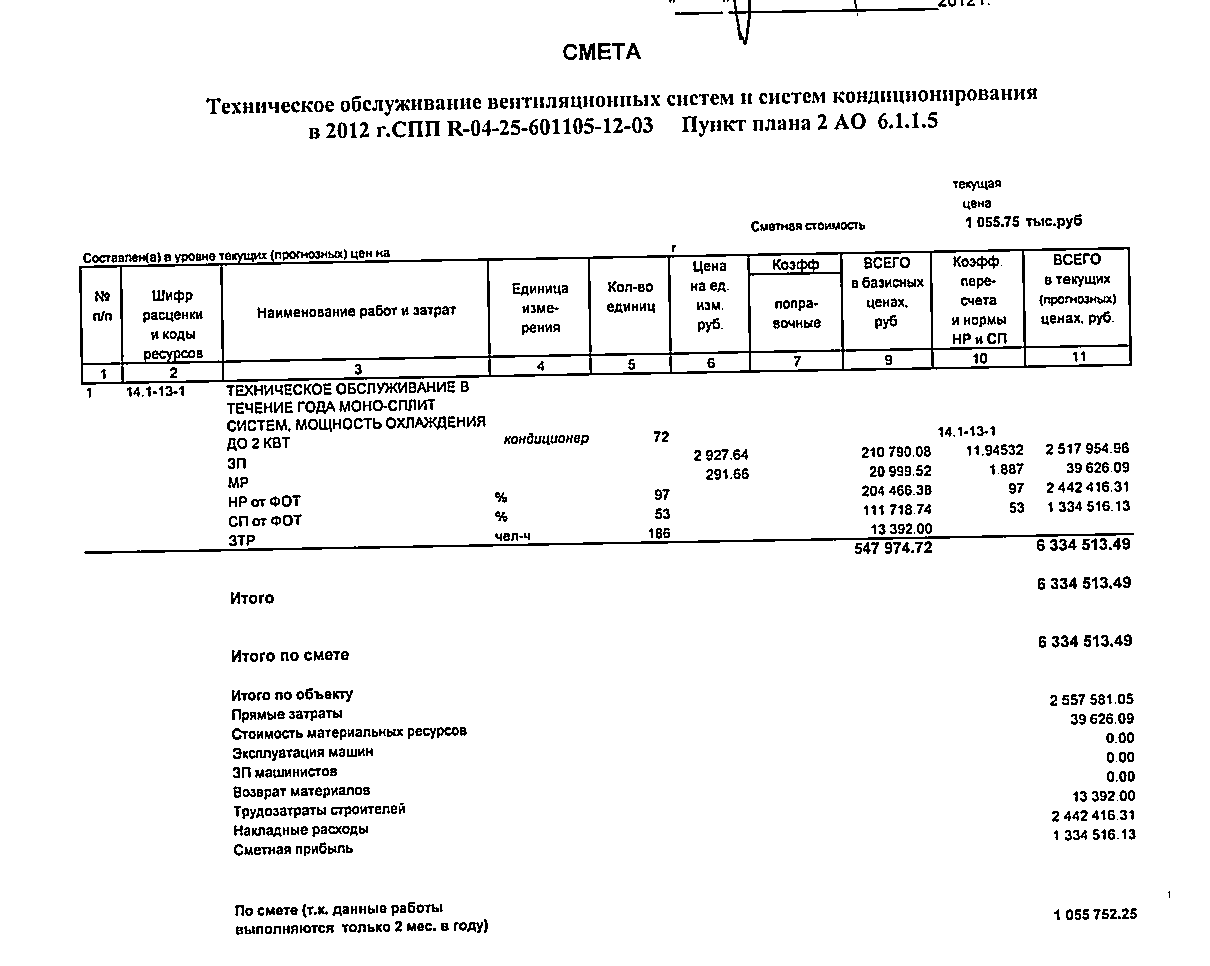 2012 г.
СМЕТА
Техническое обслуживание вентиляционных систем и систем кондиционирования
в 2012 г.СПП R-04-25-601105-12-03 Пункт плана 2 АО 6.1.1.5
текущая
цена
Сметная стоимость 1 055.75 тыс.руб
Составлен(а) в уровне текущих (прогнозных) цен на г
№ п/п
Шифр расценки и коды ресурсов
Наименование работ и затрат
Единица изме- рения
Кол-во единиц
Цена на ед. изм. руб.
Коэфф попра- вочные
ВСЕГО в базисных ценах, руб
Коэфф. пере- счета и нормы НР и СП
ВСЕГО в текущих (прогнозных) ценах, руб.
1 2 3 4 5 6 7 9 10 11
1 14.1-13-1 ТЕХНИЧЕСКОЕ ОБСЛУЖИВАНИЕ В
ТЕЧЕНИЕ ГОДА МОНО-СПЛИТ
СИСТЕМ, МОЩНОСТЬ ОХЛАЖДЕНИЯ
ДО 2 КВТ кондиционер 72 14.1-13-1
ЗП 2 927.64 210 790.08 11.94532 2 517 954.96
МР 291.66 20 999.52 1.887 39 626.09
НР от ФОТ % 97 204 466.38 97 2 442 416.31
СП от ФОТ % 53 111 718.74 53 1 334 516.13
ЗТР чел-ч 186 13 392.00
547 974.72 6 334 513.49
Итого 6 334 513.49
Итого по смете 6 334 513.49
Итого по объекту
Прямые затраты 2 557 581.05
Стоимость материальных ресурсов 39 626.09
Эксплуатация машин 0.00
ЗП машинистов 0.00
Возврат материалов 0.00
Трудозатраты строителей 13 392.00
Накладные расходы 2 442 416.31
Сметная прибыль 1 334 516.13
1
По смете (т.к. данные работы
выполняются только 2 мес. в году) 1 055 752.25